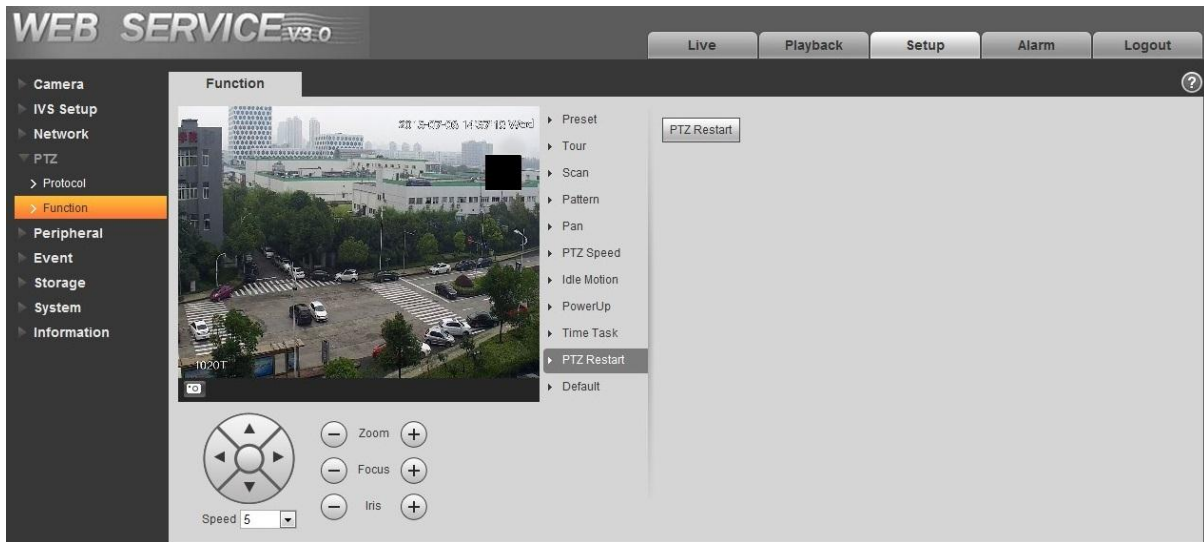 WEB SERVICE V3.0
Live
Playback
Setup
Alarm
Logout
Camera
IVS Setup
Network
PTZ
Protocol
Function
Peripheral
Event
Storage
System
Information
Function
?
1020T
Preset
Tour
Scan
Pattern
Pan
PTZ Speed
Idle Motion
PowerUp
Time Task
PTZ Restart
Default
PTZ Restart
Zoom
Focus
Iris
Speed 5